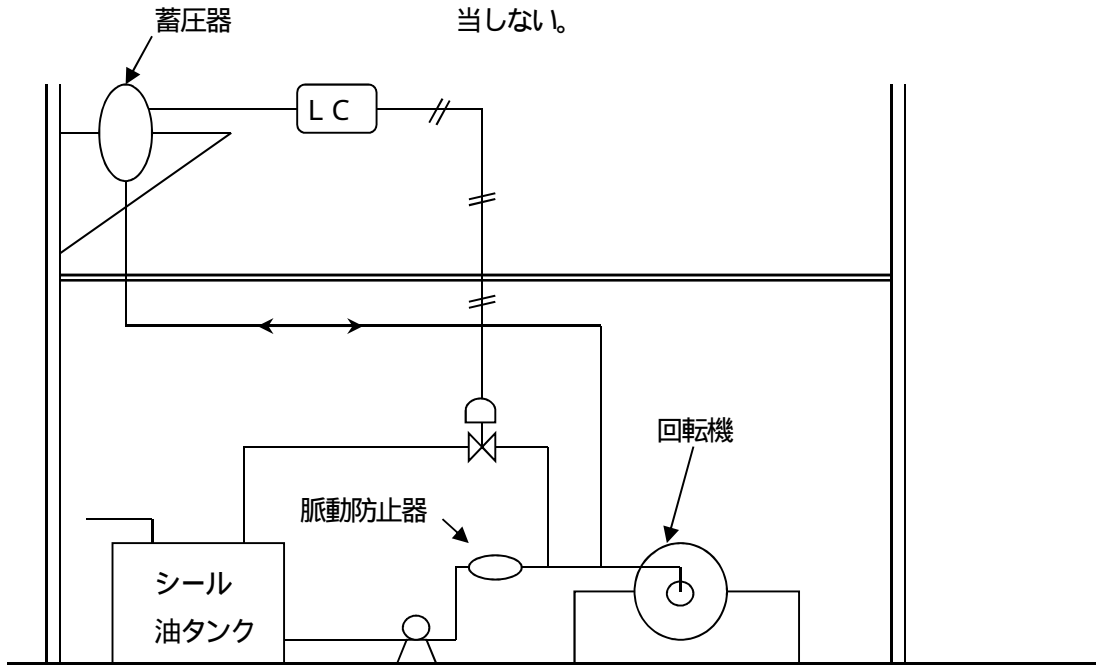 蓄圧器
当しない。
ＬＣ
回転機
脈動防止器
シール
油タンク